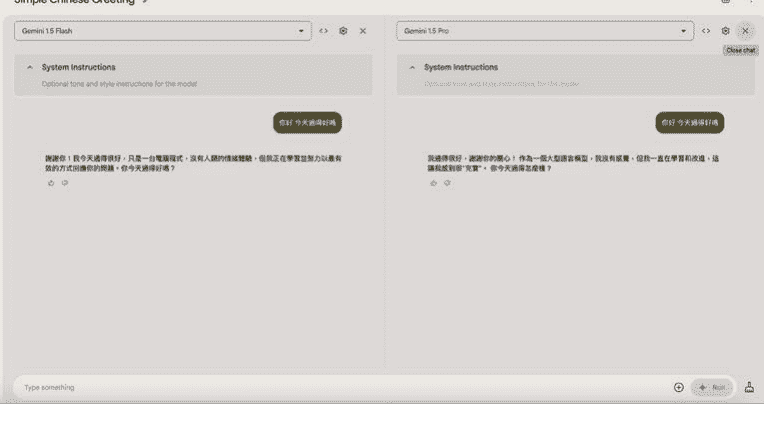 Simple Chinese Greeting
Gemini 1.5 Flash
System Instructions
Optional tone and style instructions for the model
你好 今天過得好嗎
謝謝你！我今天過得很好，只是一台電腦程式，沒有人類的情感體驗，但我正在學習並努力以最有
效的方式回應你的問題。你今天過得好嗎？
Gemini 1.5 Pro
Close chat
System Instructions
Optional tone and style instructions for the model
你好 今天過得好嗎
我過得很好，謝謝你的關心！ 作為一個大型語言模型，我沒有感覺，但我一直在學習和改進，這
讓我感到很"充實"。 你今天過得怎麼樣？
Type something
Run